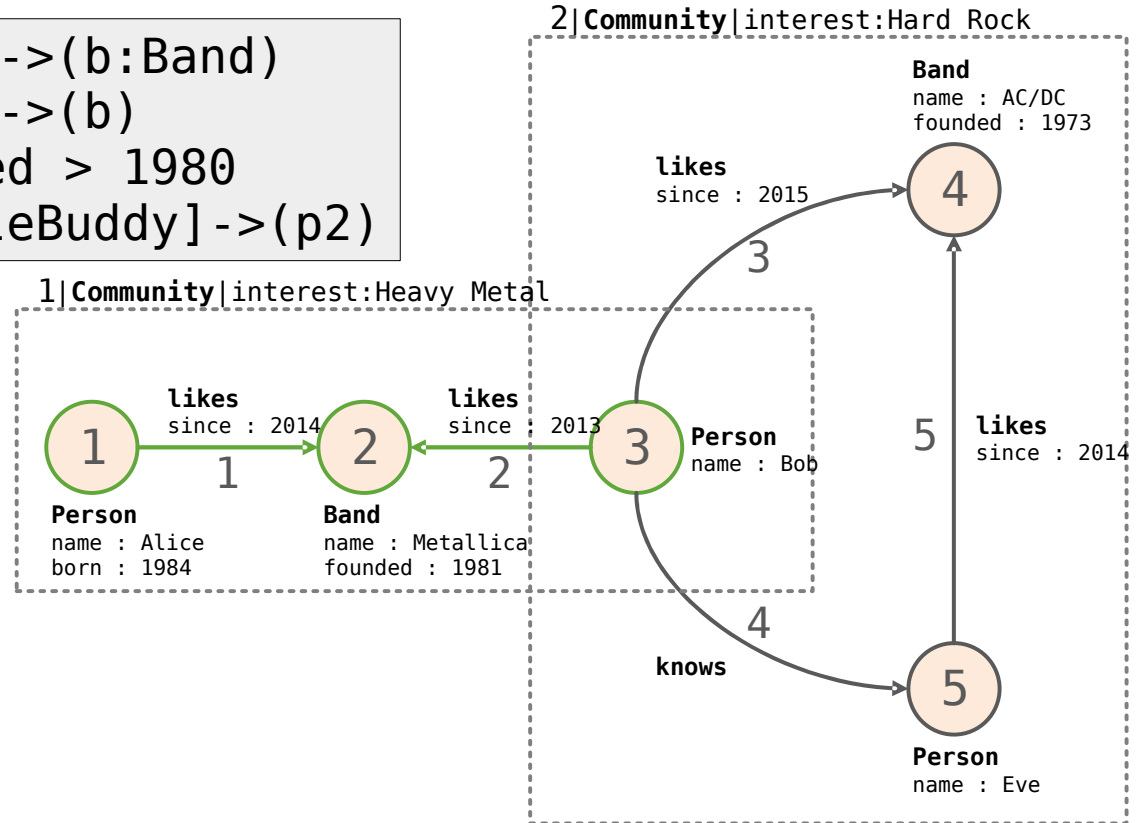 ->(b:Band)
->(b)
ed > 1980
leBuddy]->(p2)
2|Community|interest:Hard Rock
Band
name : AC/DC
founded : 1973
4
likes
since : 2015
3
1|Community|interest:Heavy Metal
likes
since : 2014
likes
since : 2013
1
2
3
1
2
Person
name : Bob
5
likes
since : 2014
Person
name : Alice
born : 1984
Band
name : Metallica
founded : 1981
4
knows
5
Person
name : Eve